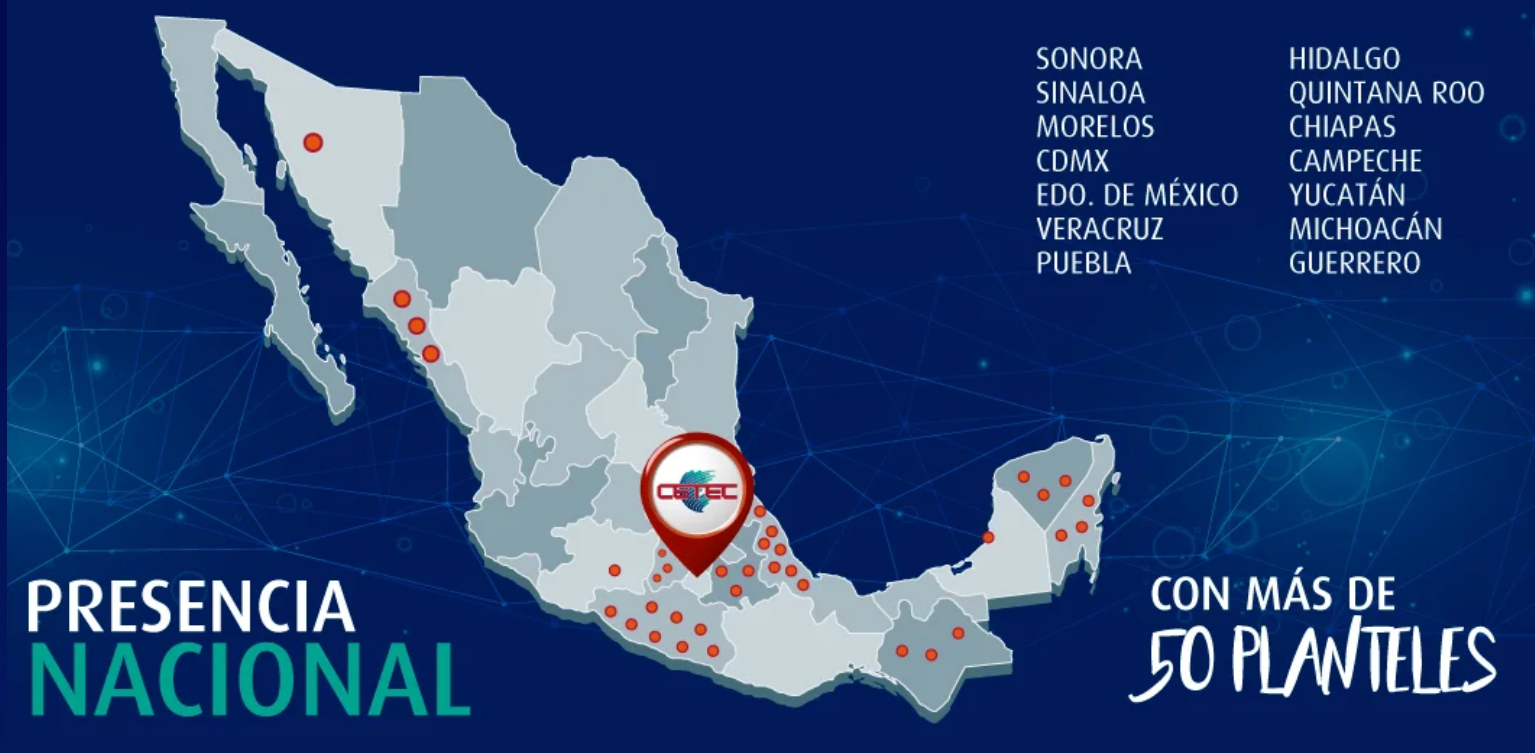 SONORA
SINALOA
MORELOS
CDMX
EDO. DE MÉXICO
VERACRUZ
PUEBLA
HIDALGO
QUINTANA ROO
CHIAPAS
CAMPECHE
YUCATÁN
MICHOACÁN
GUERRERO
CETEC
PRESENCIA
NACIONAL
CON MÁS DE
50 PLANTELES